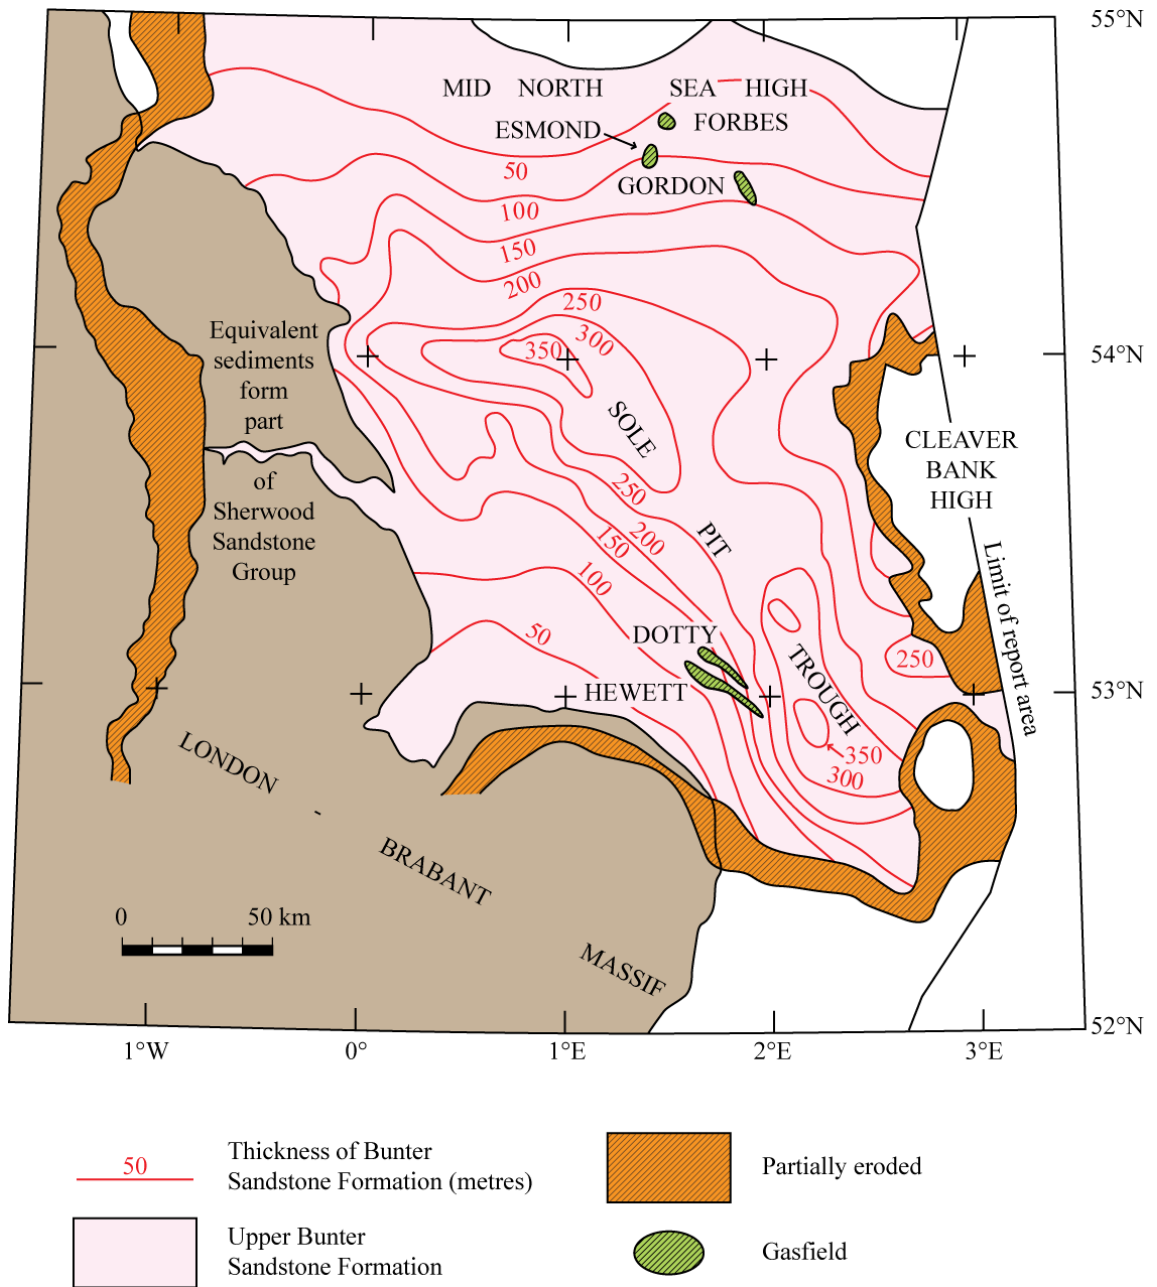 55°N
MID NORTH SEA HIGH
FORBES
ESMOND
50
GORDON
100
150
200
250
300
350
54°N
Equivalent
sediments
form
part
of
Sherwood
Sandstone
Group
SOLE
PIT
TROUGH
CLEAVER
BANK
HIGH
Limit of report area
250
200
150
100
50
DOTTY
HEWETT
250
53°N
350
300
LONDON
BRABANT
MASSIF
0 50 km
52°N
1°W 0° 1°E 2°E 3°E
50
Thickness of Bunter
Sandstone Formation (metres)
Partially eroded
Upper Bunter
Sandstone Formation
Gasfield